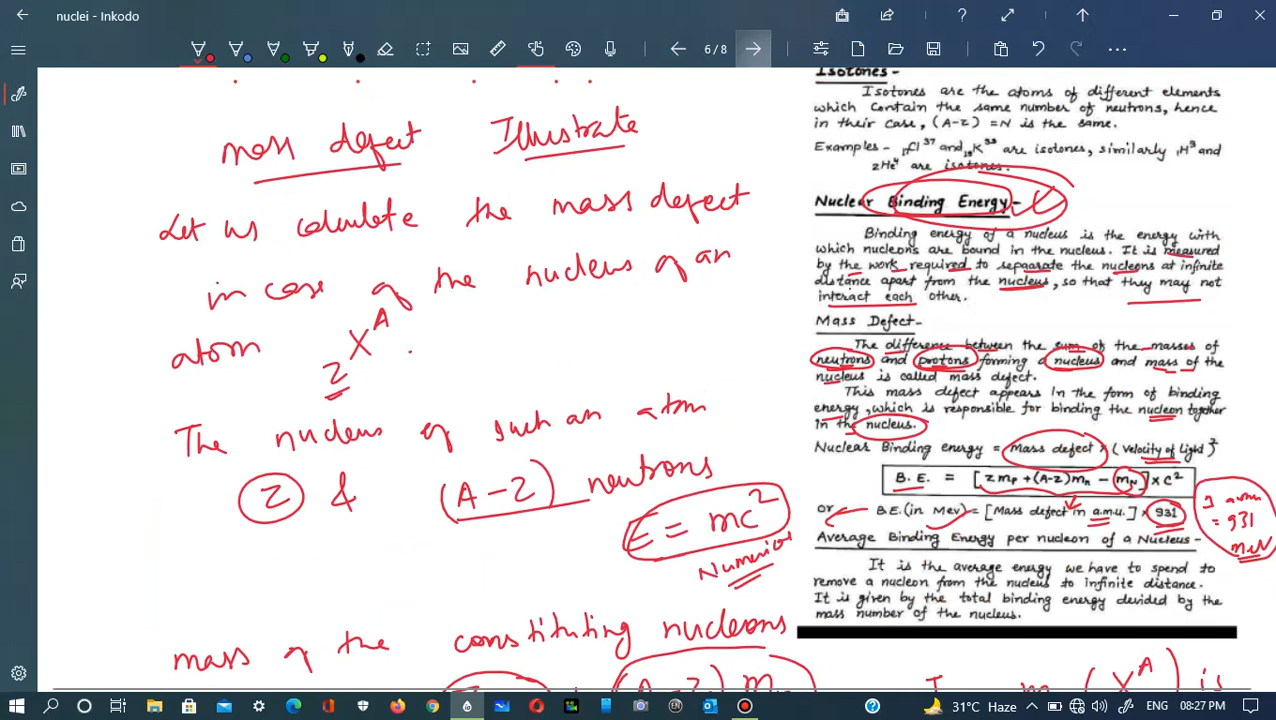 nuclei - Inkodo
6/8
mass defect Illustrate
Let us calculate the mass defect
in case of the nucleus of an
atom zXA.
The nucleus of such an atom
Z & (A-Z) neutrons
E = mc2
Numerical
mass of the constituting nucleons
(A-Z) m
(XA) is
Isotones-
Isotones are the atoms of different elements
which contain the same number of neutrons, hence
in their case, (A-Z) =N is the same.
Examples - 17Cl37 and 19K39 are isotones, similarly 1H3 and
2He4 are isotones.
Nuclear Binding Energy-
Binding energy of a nucleus is the energy with
which nucleons are bound in the nucleus. It is measured
by the work required to sepaarate the nucleons at infinite
distance apart from the nucleus, so that they may not
interact each other.
Mass Defect-
The difference between the sum of the masses of
neutrons and protons forming a nucleus and mass of the
nucleus is called mass defect.
This mass defect appears in the form of binding
energy, which is responsible for binding the nucleon together
in the nucleus.
Nuclear Binding energy = Mass defect × (velocity of light)2
B. E. = [ZmP + (A-Z)mn - mN] × c2
or B.E. (in Mev) = [Mass defect in a.m.u.] × 931
1 amu
= 931
MeV
Average Binding Energy per nucleon of a Nucleus-
It is the average energy we have to spend to
remove a nucleon from the nucleus to infinite distance.
It is given by the total binding energy divided by the
mass number of the nucleus.
31°C Haze
ENG
08:27 PM